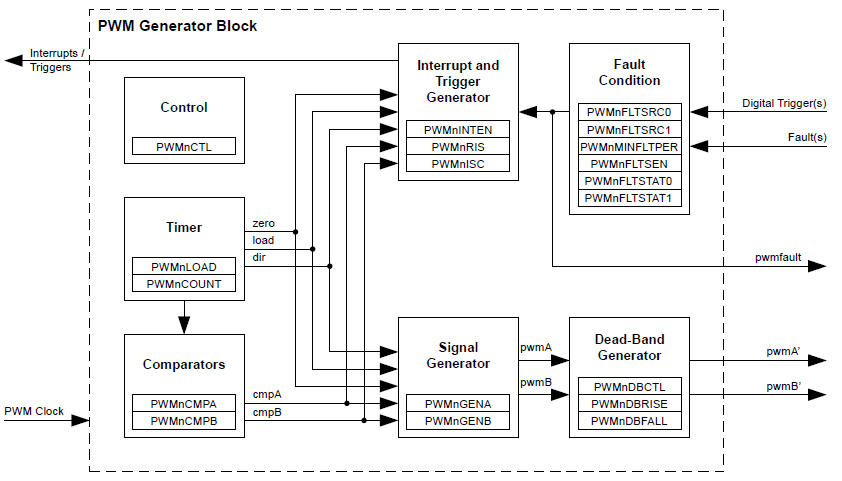 PWM Generator Block
Interrupts /
Triggers
Control
PWMnCTL
Interrupt and
Trigger
Generator
PWMnINTEN
PWMnRIS
PWMnISC
Fault
Condition
PWMnFLTSRC0
PWMnFLTSRC1
PWMnMINFLTPER
PWMnFLTSEN
PWMnFLTSTAT0
PWMnFLTSTAT1
Digital Trigger(s)
Fault(s)
Timer
PWMnLOAD
PWMnCOUNT
zero
load
dir
pwmfault
Comparators
PWMnCMPA
PWMnCMPB
cmpA
cmpB
PWM Clock
Signal
Generator
PWMnGENA
PWMnGENB
pwmA
pwmB
Dead-Band
Generator
PWMnDBCTL
PWMnDBRISE
PWMnDBFALL
pwmA’
pwmB’